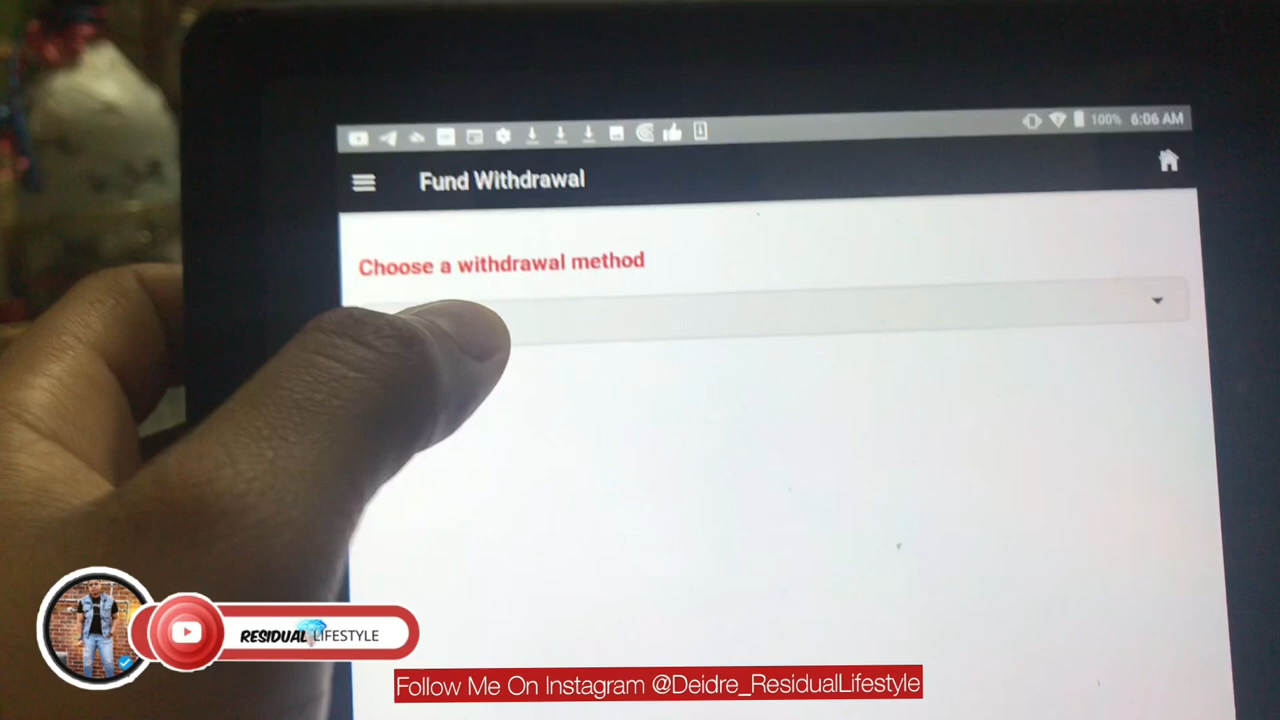 100% 6:06 AM
Fund Withdrawal
Choose a withdrawal method
RESIDUAL LIFESTYLE
Follow Me On Instagram @Deidre_ResidualLifestyle